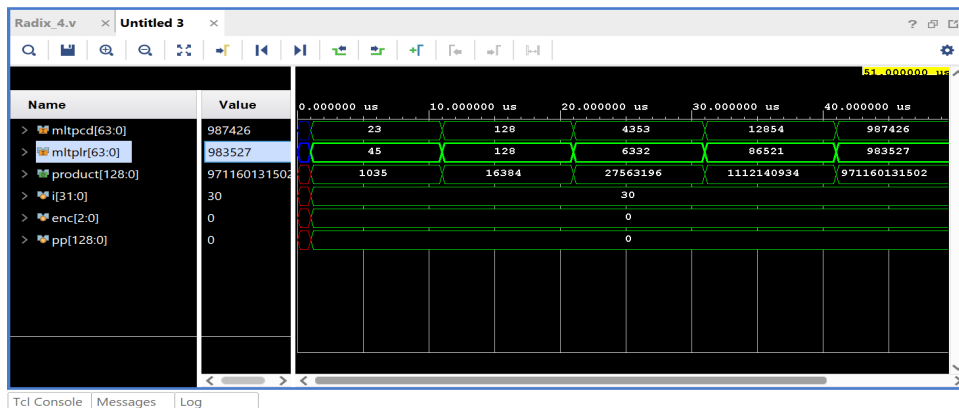 Radix_4.v × Untitled 3 ×
?
51.000000 us
Name Value 0.000000 us 10.000000 us 20.000000 us 30.000000 us 40.000000 us
mltpcd[63:0] 987426 23 128 4353 12854 987426
mltplr[63:0] 983527 45 128 6332 86521 983527
product[128:0] 971160131502 1035 16384 27563196 1112140934 971160131502
i[31:0] 30 30
enc[2:0] 0 0
pp[128:0] 0 0
Tcl Console Messages Log